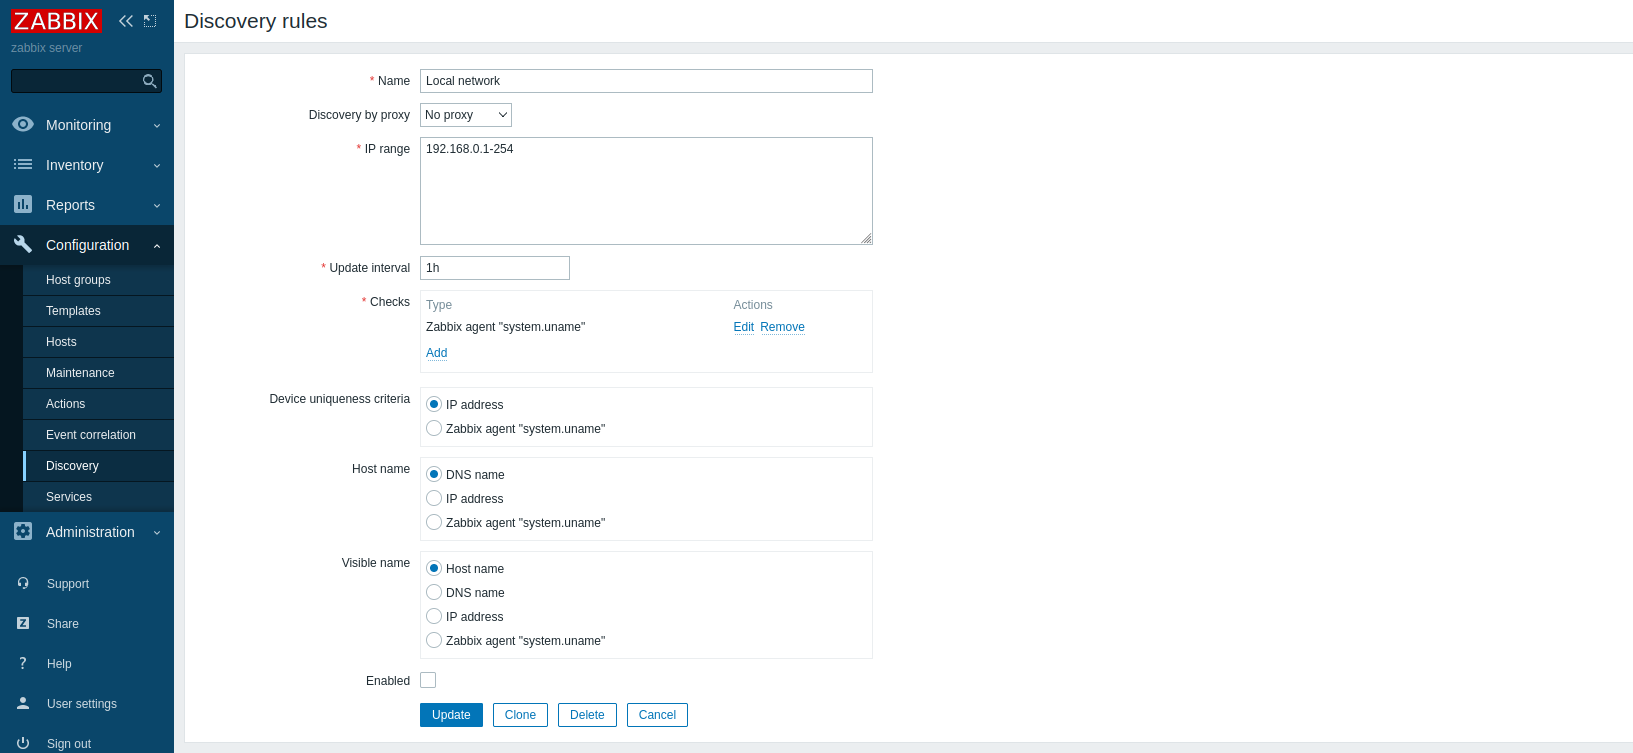 ZABBIX
zabbix server
Monitoring
Inventory
Reports
Configuration
Host groups
Templates
Hosts
Maintenance
Actions
Event correlation
Discovery
Services
Administration
Support
Z Share
? Help
User settings
Sign out
Discovery rules
* Name Local network
Discovery by proxy No proxy
* IP range 192.168.0.1-254
* Update interval 1h
* Checks Type Actions
Zabbix agent "system.uname" Edit Remove
Add
Device uniqueness criteria IP address
Zabbix agent "system.uname"
Host name DNS name
IP address
Zabbix agent "system.uname"
Visible name Host name
DNS name
IP address
Zabbix agent "system.uname"
Enabled
Update Clone Delete Cancel